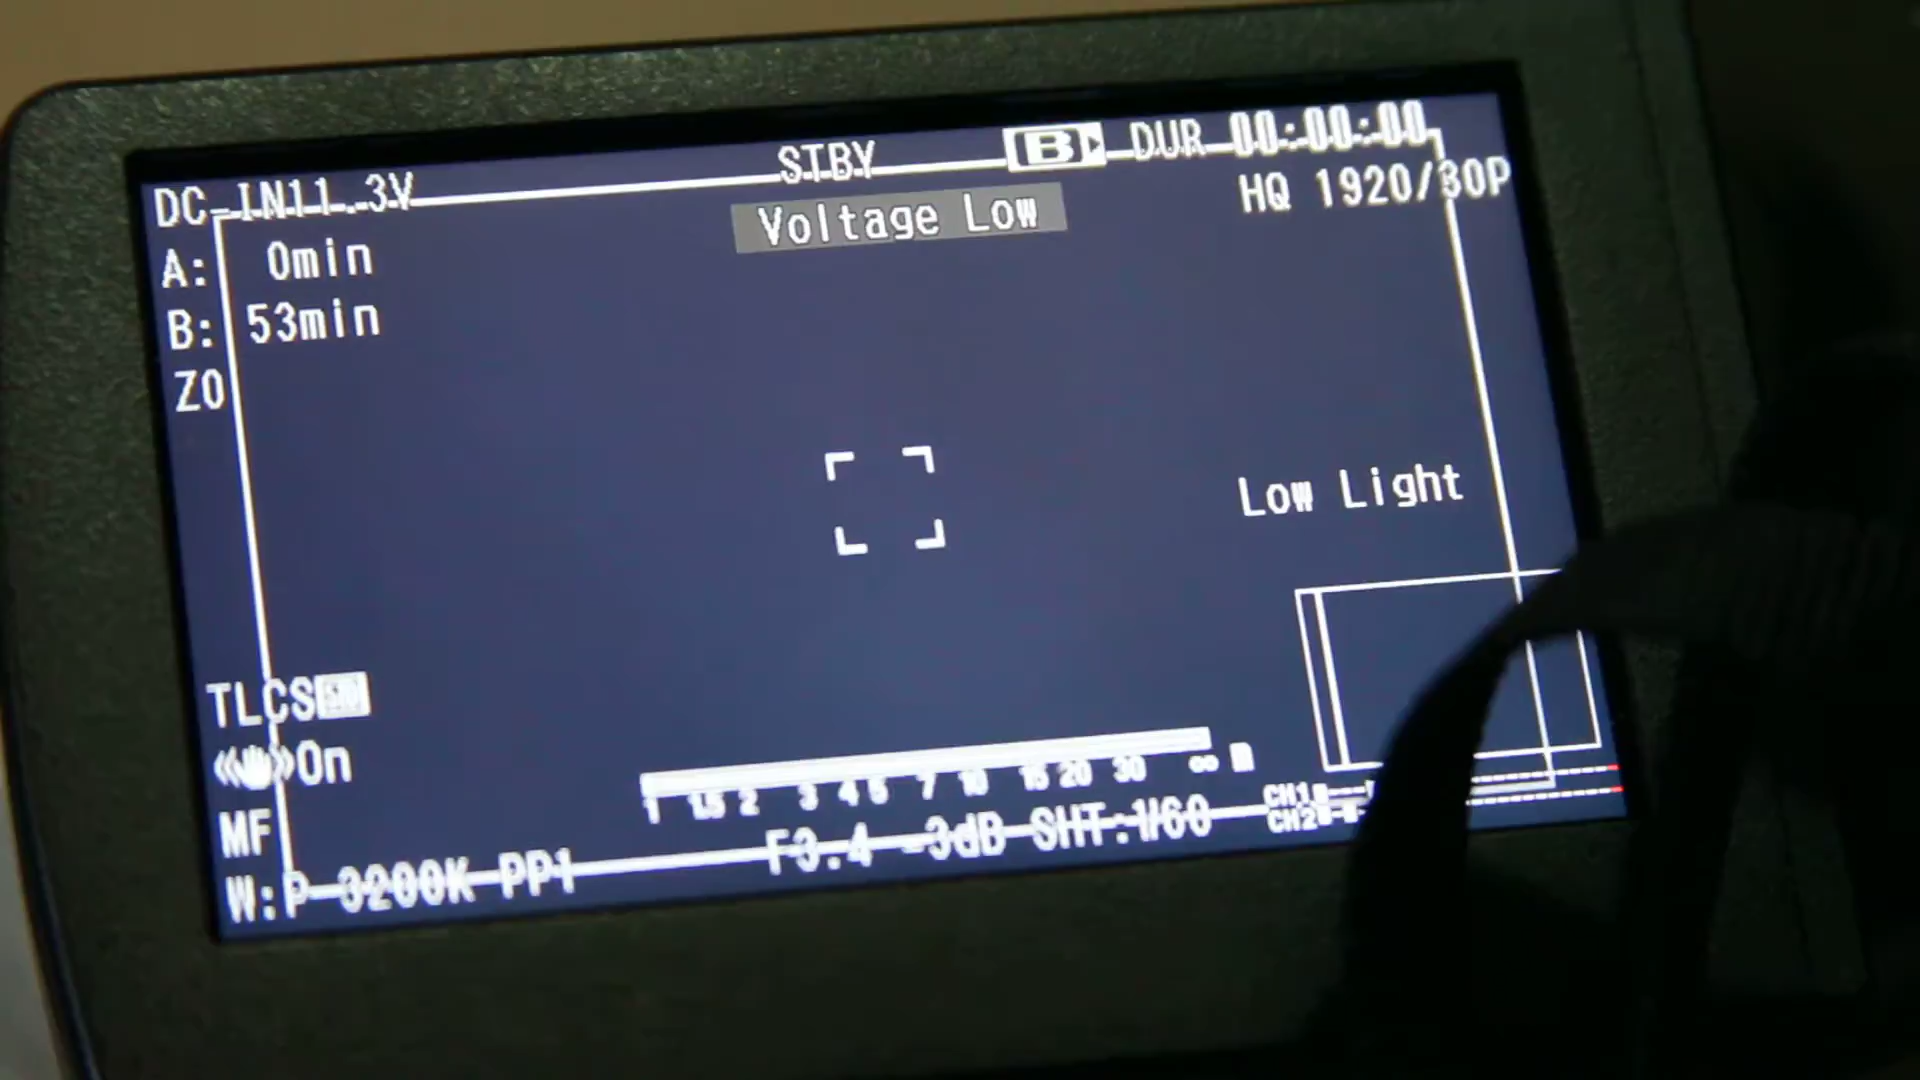 DC-IN11.3V STBY B DUR 00:00:00
Voltage Low HQ 1920/30P
A: 0min
B: 53min
Z0
Low Light
TLCS
On
1 1.5 2 3 4 5 7 10 15 20 30 ∞
CH1
MF F3.4 -3dB SHT:1/60 CH2
W:P 3200K PP1